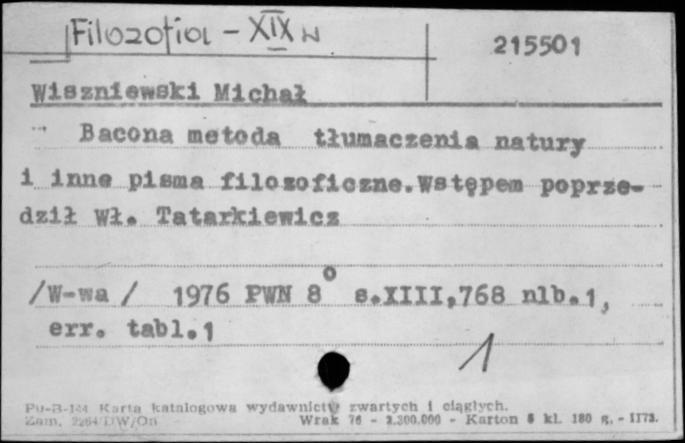 Filozofia - XIX w
215501
Wiszniewski Michał
Bacona metoda tłumaczenia natury
i inne pisma filozoficzne.Wstępem poprze-
dził Wł. Tatarkiewicz
/W-wa / 1976 PWN 8° s.XIII,768 nlb.1,
err. tabl.1
1
Pu-B-144 Karta katalogowa wydawnictw zwartych i ciągłych.
Zam. Wrak 76 - 2.300.000 - Karton kl. 180 g. - 1172.